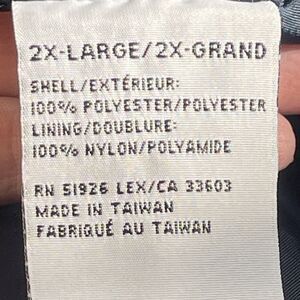 2X-LARGE/2X-GRAND
SHELL/EXTÉRIEUR:
100% POLYESTER/POLYESTER
LINING/DOUBLURE:
100% NYLON/POLYAMIDE
RN 51926 LEX/CA 33603
MADE IN TAIWAN
FABRIQUÉ AU TAIWAN